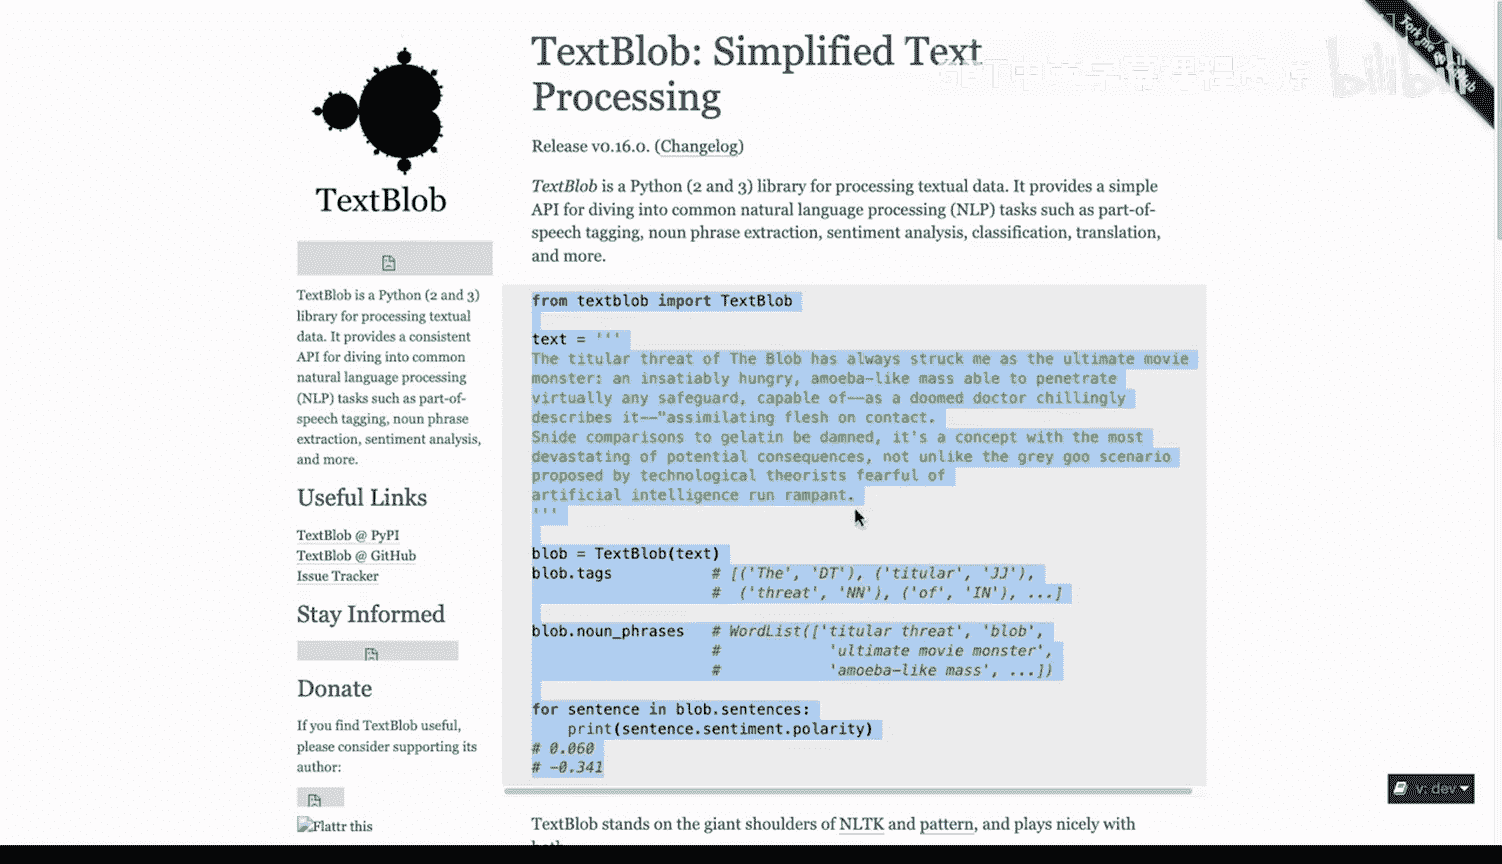 TextBlob
TextBlob is a Python (2 and 3)
library for processing textual
data. It provides a consistent
API for diving into common
natural language processing
(NLP) tasks such as part-of-
speech tagging, noun phrase
extraction, sentiment analysis,
and more.
Useful Links
TextBlob @ PyPI
TextBlob @ GitHub
Issue Tracker
Stay Informed
Donate
If you find TextBlob useful,
please consider supporting its
author:
Flattr this
TextBlob: Simplified Text
Processing
Release v0.16.0. (Changelog)
TextBlob is a Python (2 and 3) library for processing textual data. It provides a simple
API for diving into common natural language processing (NLP) tasks such as part-of-
speech tagging, noun phrase extraction, sentiment analysis, classification, translation,
and more.
from textblob import TextBlob
text = '''
The titular threat of The Blob has always struck me as the ultimate movie
monster: an insatiably hungry, amoeba-like mass able to penetrate
virtually any safeguard, capable of--as a doomed doctor chillingly
describes it--"assimilating flesh on contact.
Snide comparisons to gelatin be damned, it's a concept with the most
devastating of potential consequences, not unlike the grey goo scenario
proposed by technological theorists fearful of
artificial intelligence run rampant.
'''
blob = TextBlob(text)
blob.tags # [('The', 'DT'), ('titular', 'JJ'),
# ('threat', 'NN'), ('of', 'IN'), ...]
blob.noun_phrases # WordList(['titular threat', 'blob',
# 'ultimate movie monster',
# 'amoeba-like mass', ...])
for sentence in blob.sentences:
print(sentence.sentiment.polarity)
# 0.060
# -0.341
TextBlob stands on the giant shoulders of NLTK and pattern, and plays nicely with
Fork me on
bilibili
v: dev